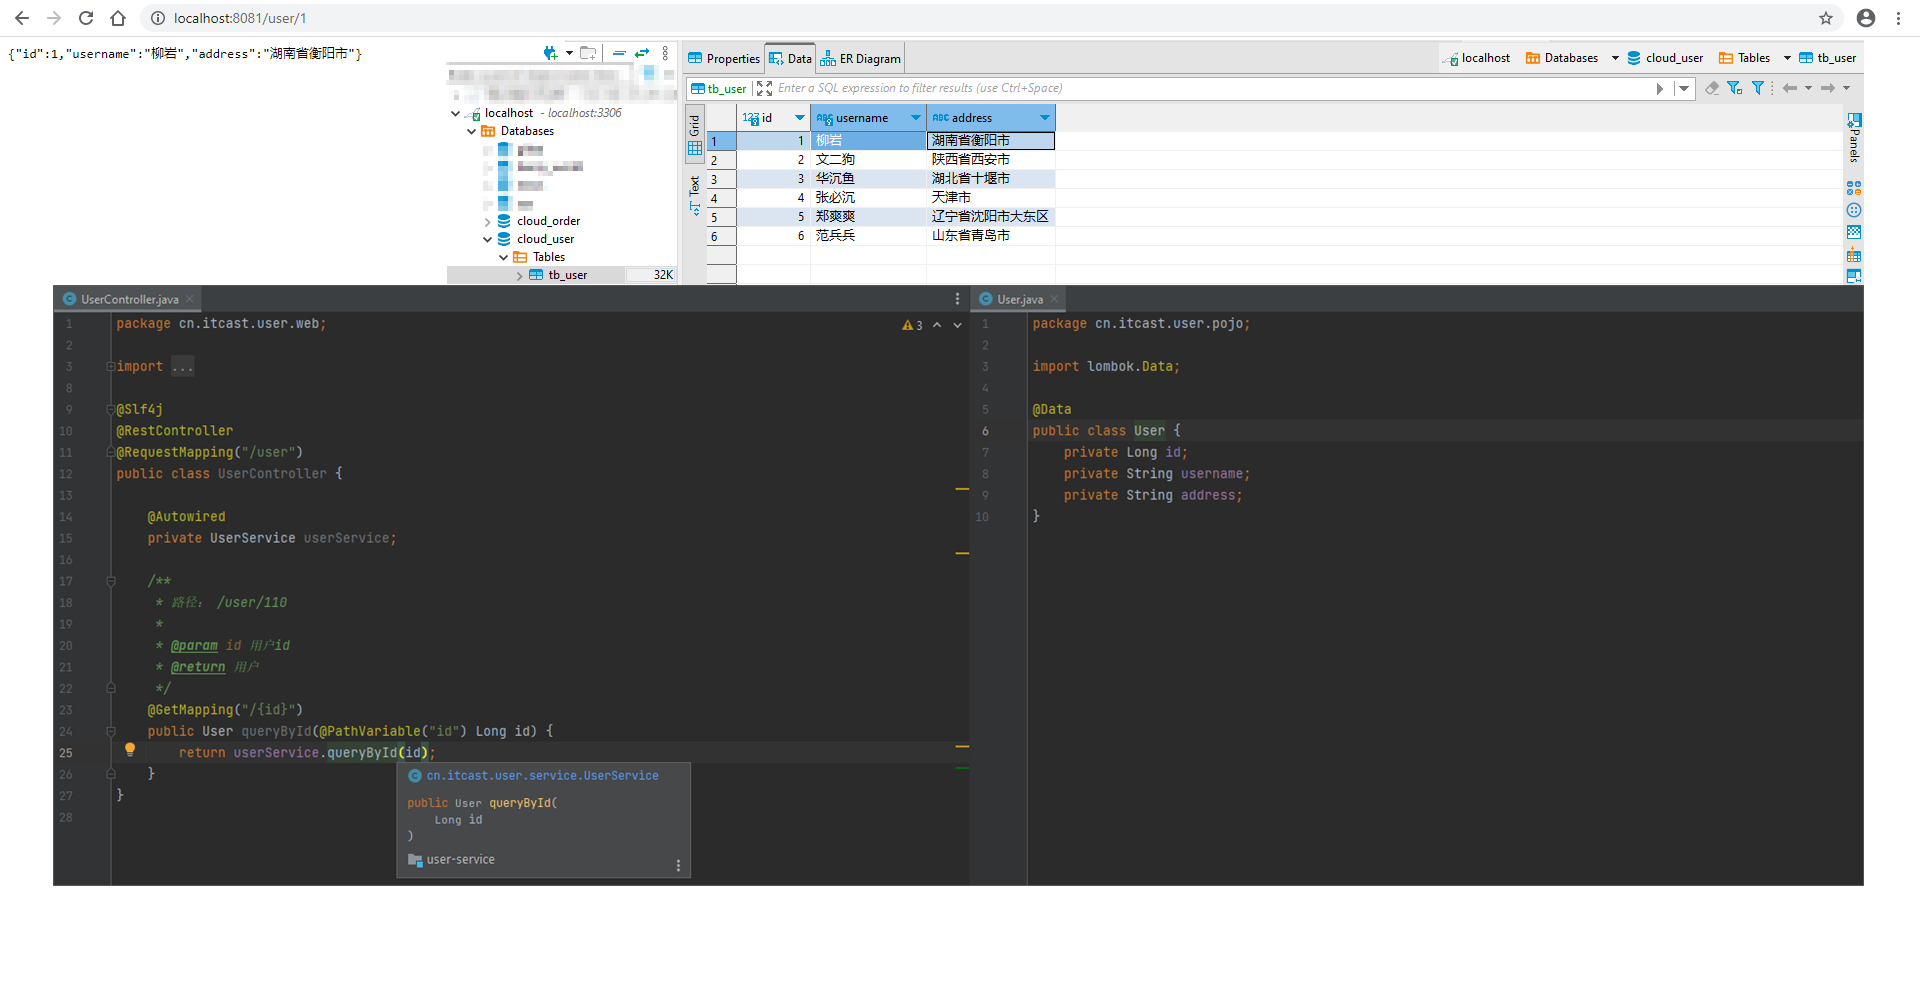 localhost:8081/user/1
{"id":1,"username":"柳岩","address":"湖南省衡阳市"}
localhost - localhost:3306
Databases
cloud_order
cloud_user
Tables
tb_user 32K
Properties Data ER Diagram
localhost Databases cloud_user Tables tb_user
tb_user Enter a SQL expression to filter results (use Ctrl+Space)
Grid
Text
Panels
123 id ABC username ABC address
1 1 柳岩 湖南省衡阳市
2 2 文二狗 陕西省西安市
3 3 华沉鱼 湖北省十堰市
4 4 张必沉 天津市
5 5 郑爽爽 辽宁省沈阳市大东区
6 6 范兵兵 山东省青岛市
UserController.java
3
1 package cn.itcast.user.web;
2
3 import ...
8
9 @Slf4j
10 @RestController
11 @RequestMapping("/user")
12 public class UserController {
13
14 @Autowired
15 private UserService userService;
16
17 /**
18 * 路径： /user/110
19 *
20 * @param id 用户id
21 * @return 用户
22 */
23 @GetMapping("/{id}")
24 public User queryById(@PathVariable("id") Long id) {
25 return userService.queryById(id);
26 }
27 }
28
cn.itcast.user.service.UserService
public User queryById(
Long id
)
user-service
User.java
1 package cn.itcast.user.pojo;
2
3 import lombok.Data;
4
5 @Data
6 public class User {
7 private Long id;
8 private String username;
9 private String address;
10 }